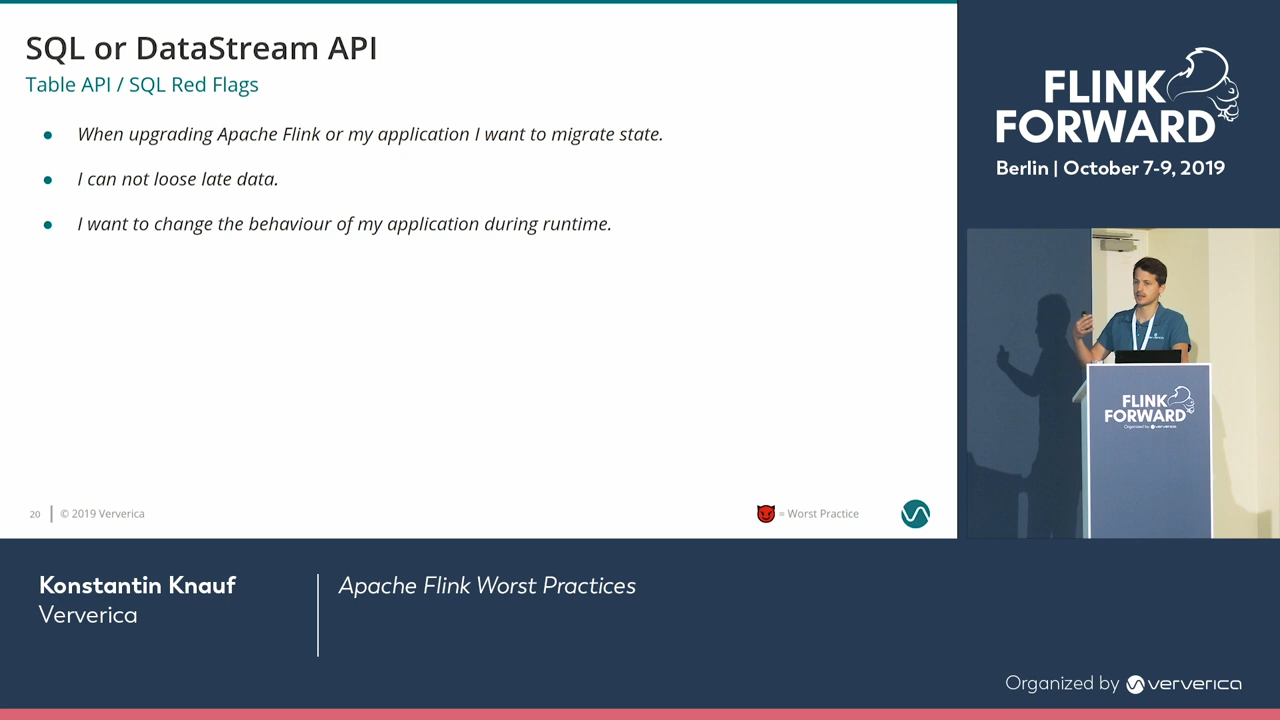 SQL or DataStream API
Table API / SQL Red Flags
● When upgrading Apache Flink or my application I want to migrate state.
● I can not loose late data.
● I want to change the behaviour of my application during runtime.
20 | © 2019 Ververica
= Worst Practice
FLINK
FORWARD
Berlin | October 7-9, 2019
FLINK
FORWARD
Organized by ververica
Konstantin Knauf
Ververica
Apache Flink Worst Practices
Organized by ververica